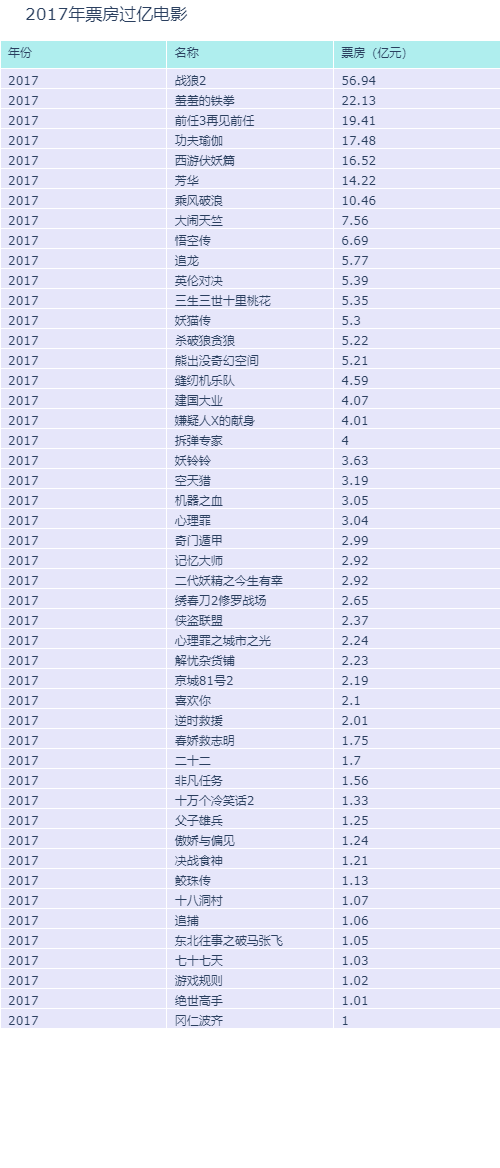 2017年票房过亿电影
年份 名称 票房（亿元）
2017 战狼2 56.94
2017 羞羞的铁拳 22.13
2017 前任3再见前任 19.41
2017 功夫瑜伽 17.48
2017 西游伏妖篇 16.52
2017 芳华 14.22
2017 乘风破浪 10.46
2017 大闹天竺 7.56
2017 悟空传 6.69
2017 追龙 5.77
2017 英伦对决 5.39
2017 三生三世十里桃花 5.35
2017 妖猫传 5.3
2017 杀破狼贪狼 5.22
2017 熊出没奇幻空间 5.21
2017 缝纫机乐队 4.59
2017 建国大业 4.07
2017 嫌疑人X的献身 4.01
2017 拆弹专家 4
2017 妖铃铃 3.63
2017 空天猎 3.19
2017 机器之血 3.05
2017 心理罪 3.04
2017 奇门遁甲 2.99
2017 记忆大师 2.92
2017 二代妖精之今生有幸 2.92
2017 绣春刀2修罗战场 2.65
2017 侠盗联盟 2.37
2017 心理罪之城市之光 2.24
2017 解忧杂货铺 2.23
2017 京城81号2 2.19
2017 喜欢你 2.1
2017 逆时救援 2.01
2017 春娇救志明 1.75
2017 二十二 1.7
2017 非凡任务 1.56
2017 十万个冷笑话2 1.33
2017 父子雄兵 1.25
2017 傲娇与偏见 1.24
2017 决战食神 1.21
2017 鲛珠传 1.13
2017 十八洞村 1.07
2017 追捕 1.06
2017 东北往事之破马张飞 1.05
2017 七十七天 1.03
2017 游戏规则 1.02
2017 绝世高手 1.01
2017 冈仁波齐 1